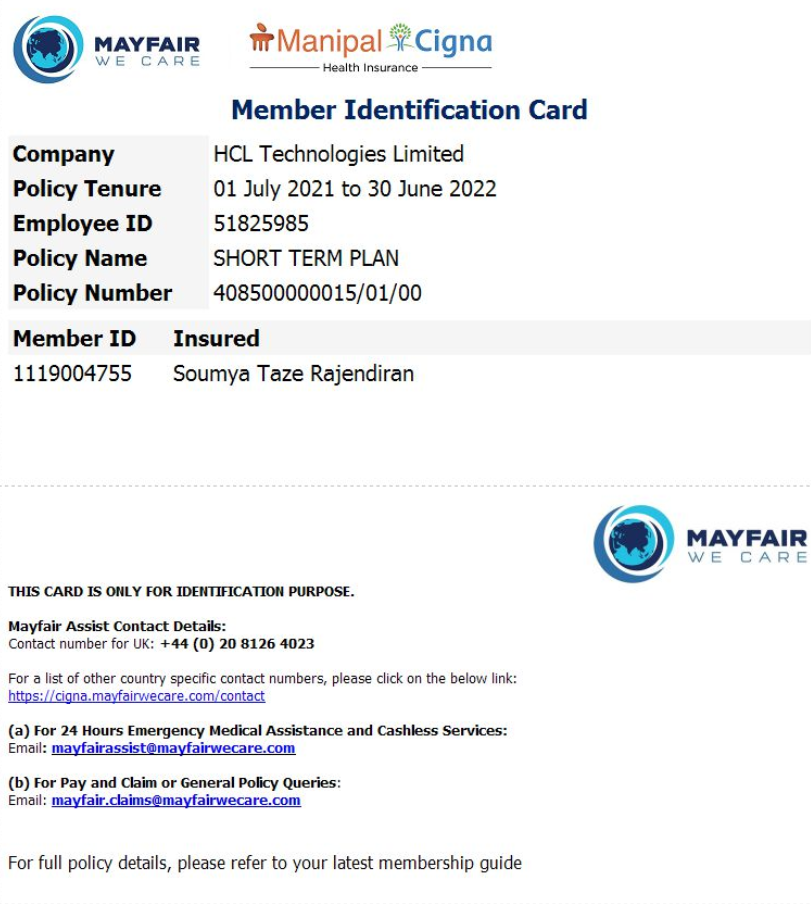 MAYFAIR
WE CARE
Manipal Cigna
Health Insurance
Member Identification Card
Company HCL Technologies Limited
Policy Tenure 01 July 2021 to 30 June 2022
Employee ID 51825985
Policy Name SHORT TERM PLAN
Policy Number 408500000015/01/00
Member ID Insured
1119004755 Soumya Taze Rajendiran
MAYFAIR
WE CARE
THIS CARD IS ONLY FOR IDENTIFICATION PURPOSE.
Mayfair Assist Contact Details:
Contact number for UK: +44 (0) 20 8126 4023
For a list of other country specific contact numbers, please click on the below link:
https://cigna.mayfairwecare.com/contact
(a) For 24 Hours Emergency Medical Assistance and Cashless Services:
Email: mayfairassist@mayfairwecare.com
(b) For Pay and Claim or General Policy Queries:
Email: mayfair.claims@mayfairwecare.com
For full policy details, please refer to your latest membership guide